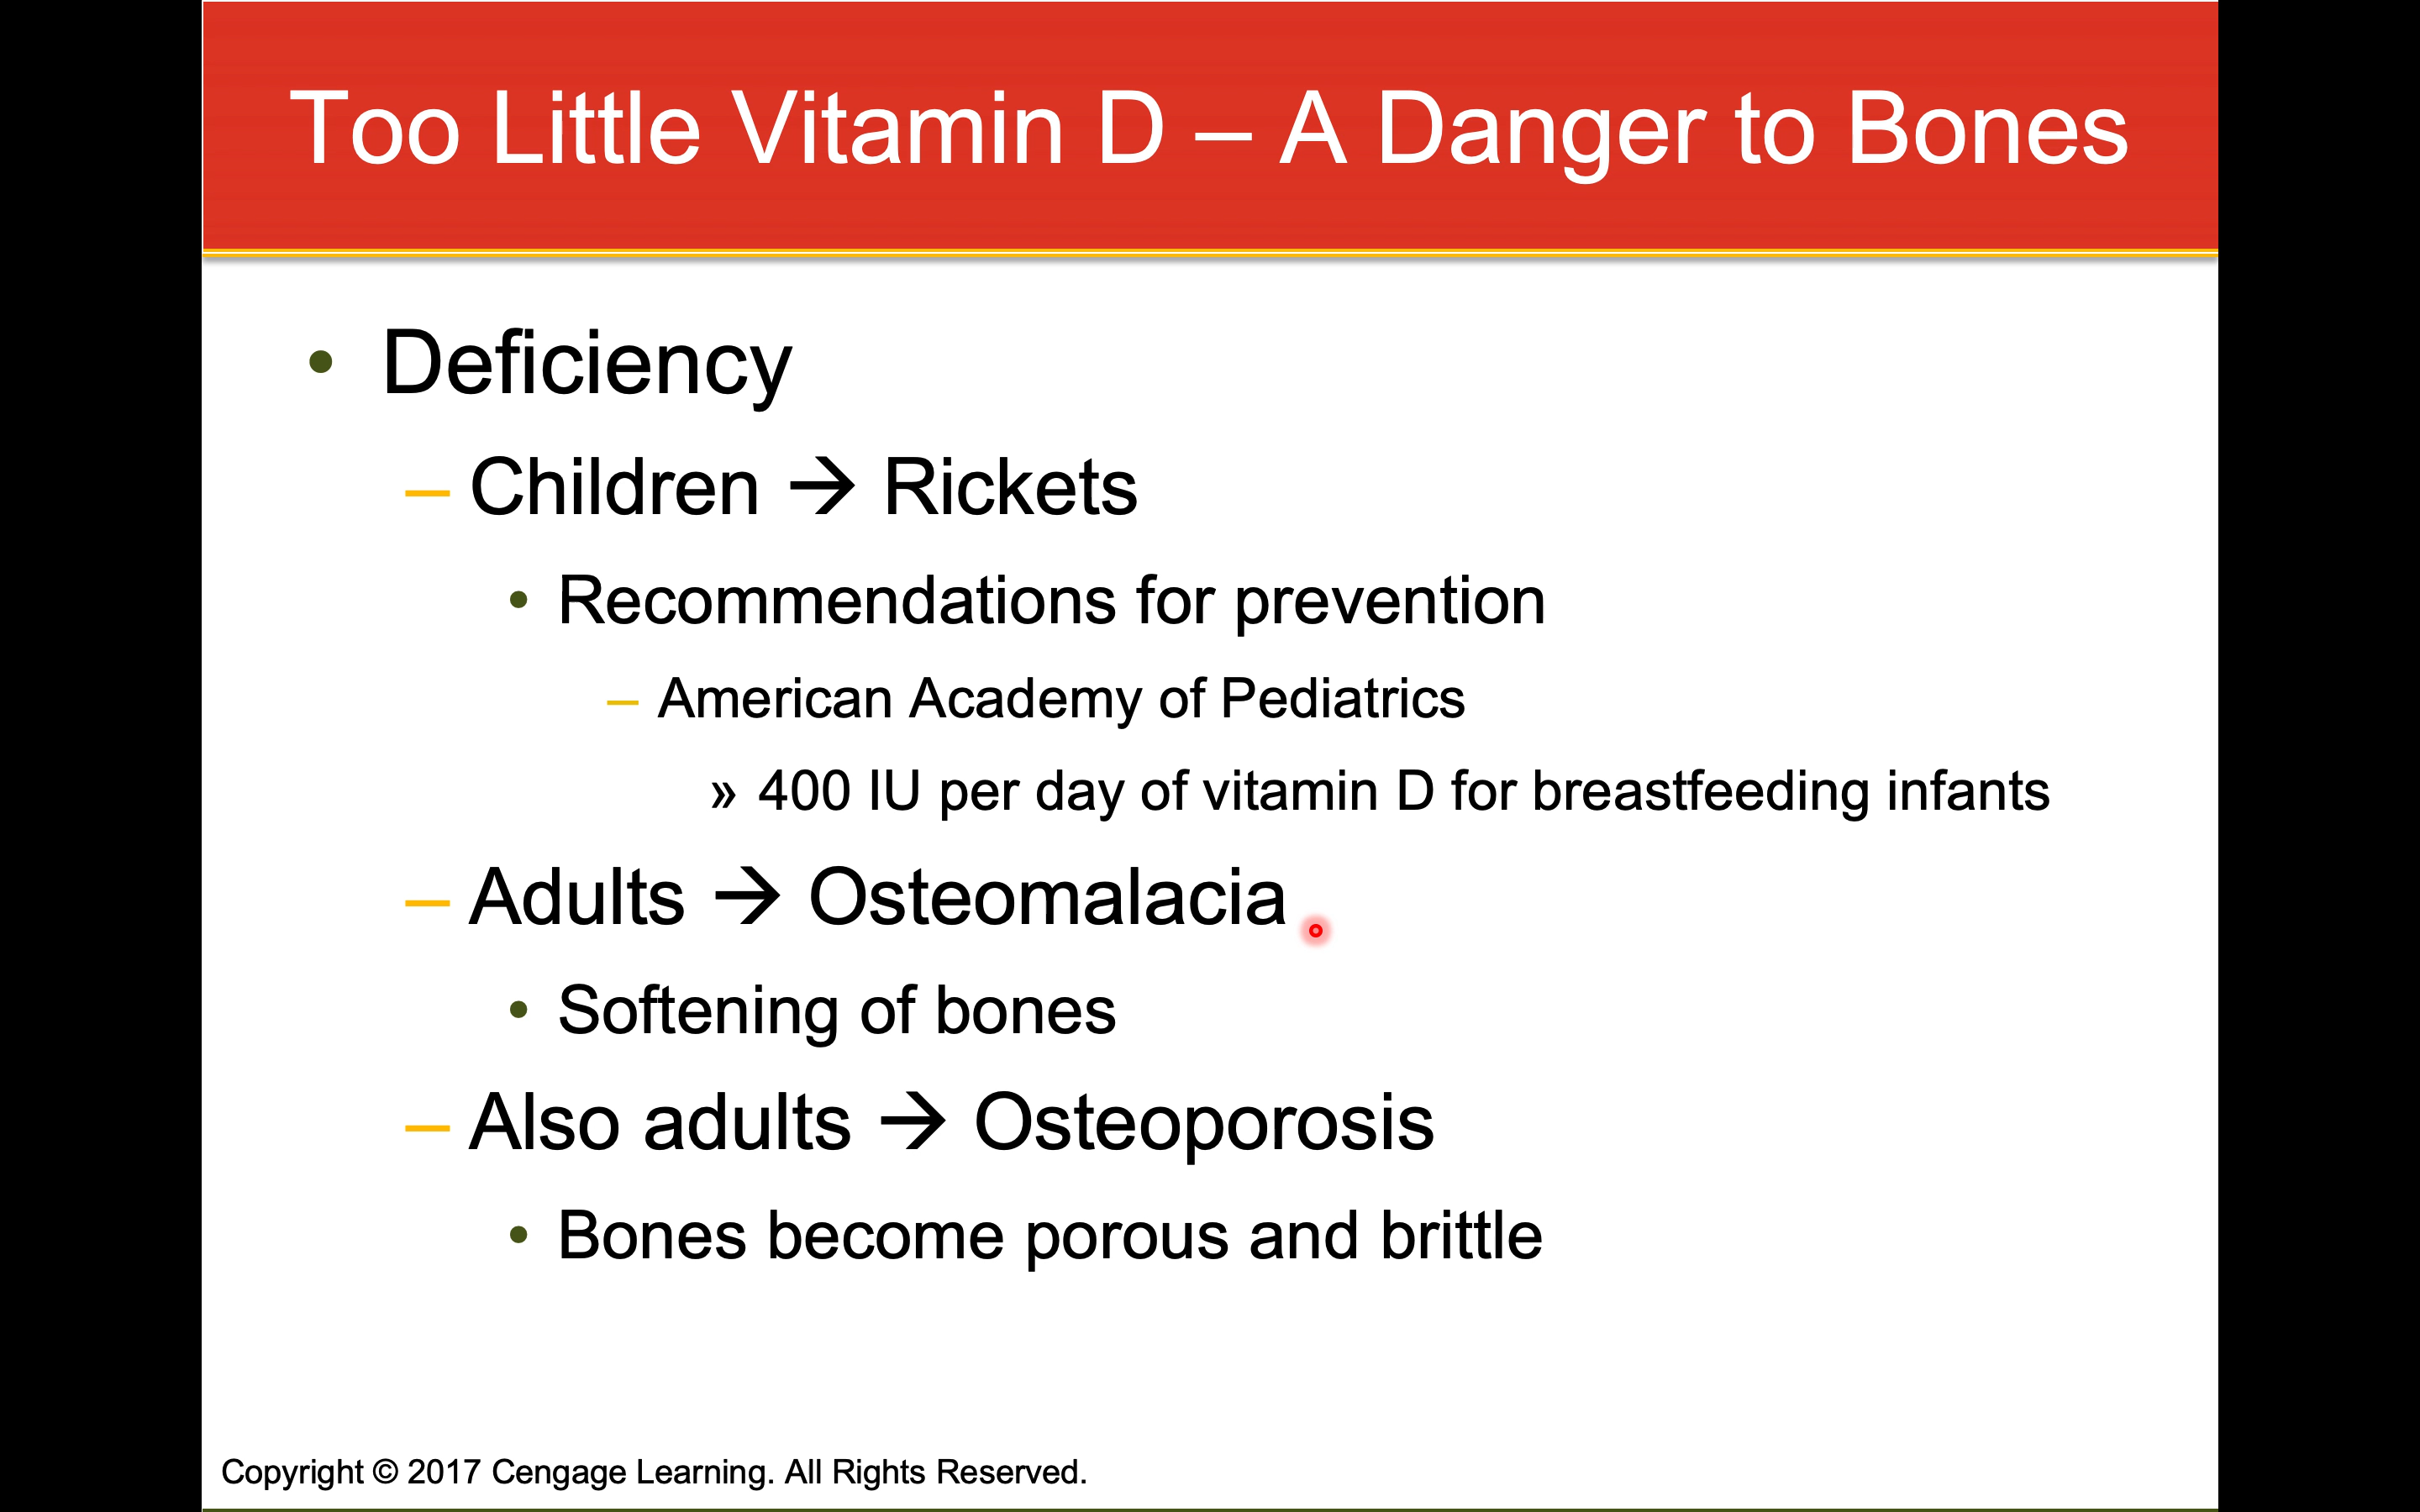 Too Little Vitamin D – A Danger to Bones
• Deficiency
– Children → Rickets
• Recommendations for prevention
– American Academy of Pediatrics
» 400 IU per day of vitamin D for breastfeeding infants
– Adults → Osteomalacia
• Softening of bones
– Also adults → Osteoporosis
• Bones become porous and brittle
Copyright © 2017 Cengage Learning. All Rights Reserved.